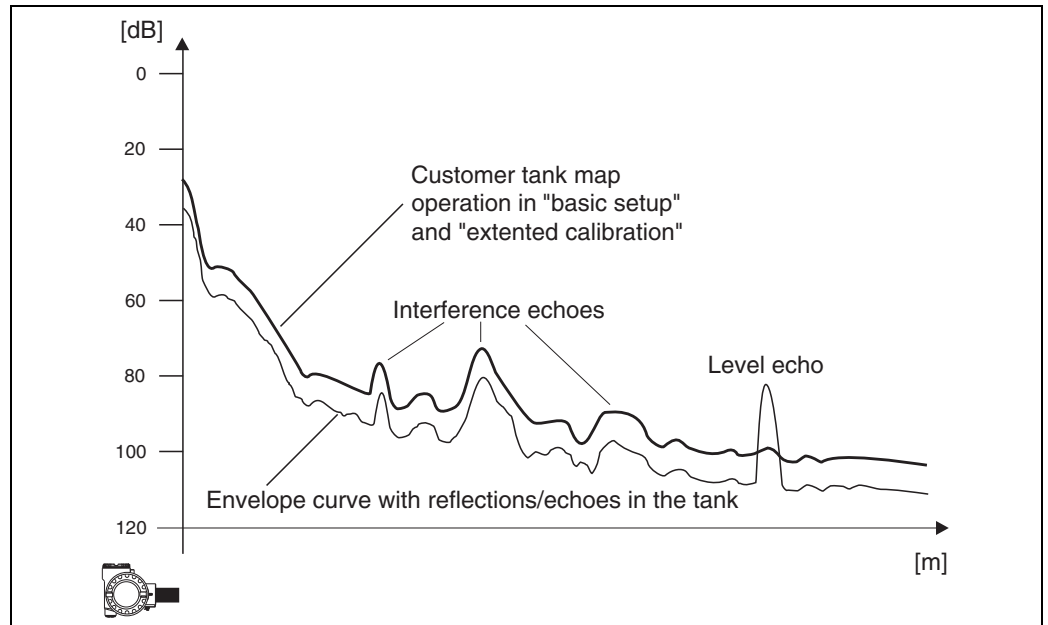 [dB]
0
20
Customer tank map
operation in "basic setup"
and "extented calibration"
40
60
Interference echoes
Level echo
80
100
Envelope curve with reflections/echoes in the tank
120
[m]